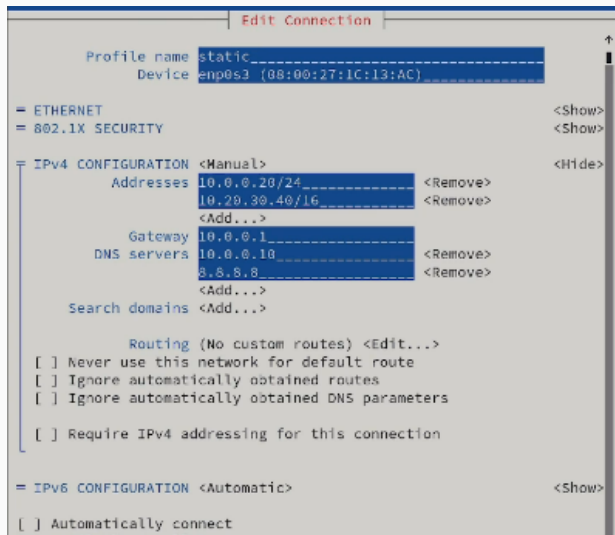 Edit Connection
Profile name static
Device enp0s3 (08:00:27:1C:13:AC)
= ETHERNET <Show>
= 802.1X SECURITY <Show>
IPv4 CONFIGURATION <Manual> <Hide>
Addresses 10.0.0.20/24 <Remove>
10.20.30.40/16 <Remove>
<Add...>
Gateway 10.0.0.1
DNS servers 10.0.0.10 <Remove>
8.8.8.8 <Remove>
<Add...>
Search domains <Add...>
Routing (No custom routes) <Edit...>
[ ] Never use this network for default route
[ ] Ignore automatically obtained routes
[ ] Ignore automatically obtained DNS parameters
[ ] Require IPv4 addressing for this connection
= IPv6 CONFIGURATION <Automatic> <Show>
[ ] Automatically connect